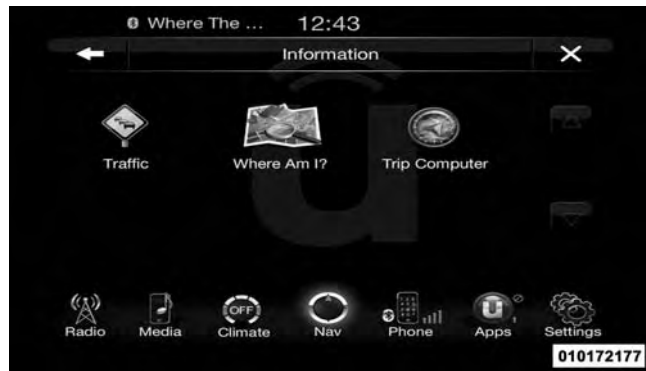 Where The ... 12:43
Information
Traffic Where Am I? Trip Computer
OFF
Radio Media Climate Nav Phone Apps Settings
010172177